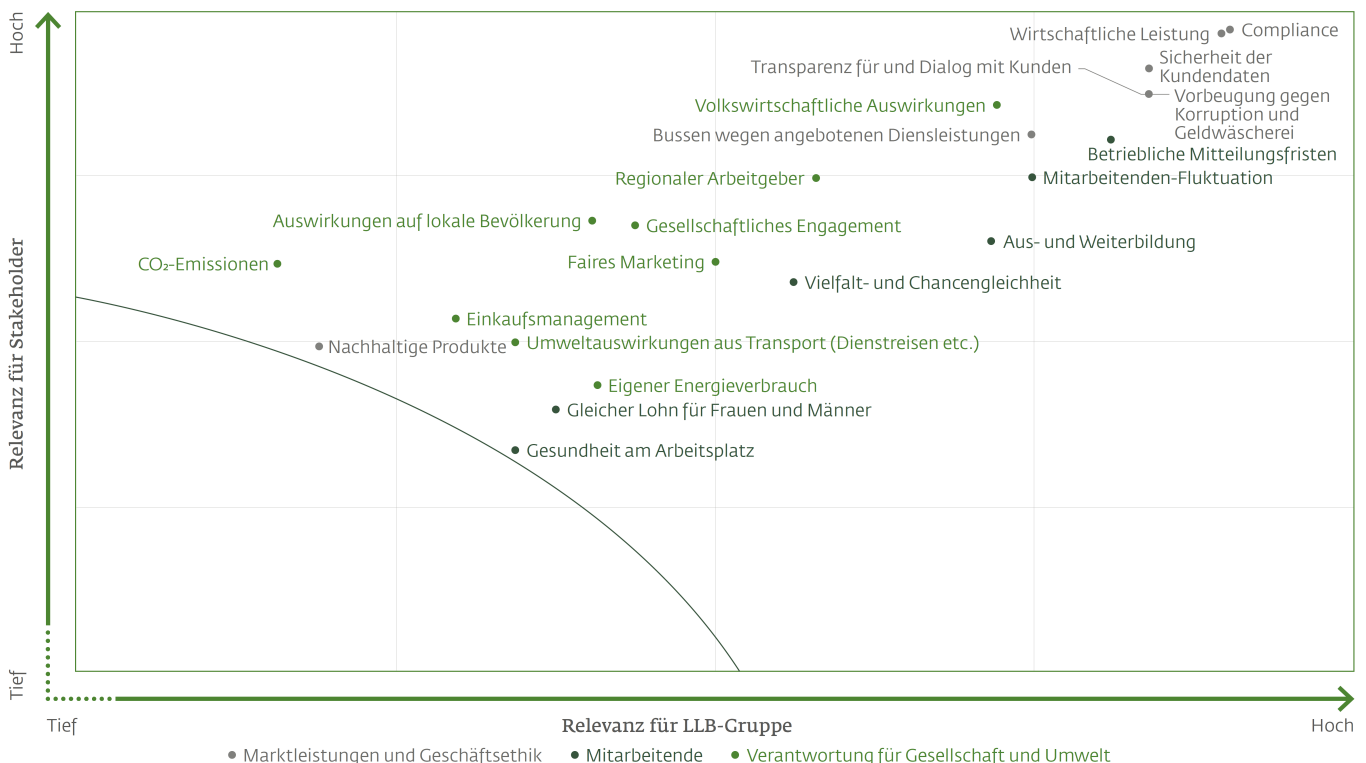 Hoch
Wirtschaftliche Leistung
Compliance
Sicherheit der
Kundendaten
Transparenz für und Dialog mit Kunden
Vorbeugung gegen
Korruption und
Geldwäscherei
Volkswirtschaftliche Auswirkungen
Bussen wegen angebotenen Diensleistungen
Betriebliche Mitteilungsfristen
Regionaler Arbeitgeber
Mitarbeitenden-Fluktuation
Auswirkungen auf lokale Bevölkerung
Gesellschaftliches Engagement
Aus- und Weiterbildung
CO₂-Emissionen
Faires Marketing
Vielfalt- und Chancengleichheit
Einkaufsmanagement
Nachhaltige Produkte
Umweltauswirkungen aus Transport (Dienstreisen etc.)
Eigener Energieverbrauch
Gleicher Lohn für Frauen und Männer
Gesundheit am Arbeitsplatz
Relevanz für Stakeholder
Tief
Tief
Relevanz für LLB-Gruppe
Hoch
Marktleistungen und Geschäftsethik
Mitarbeitende
Verantwortung für Gesellschaft und Umwelt